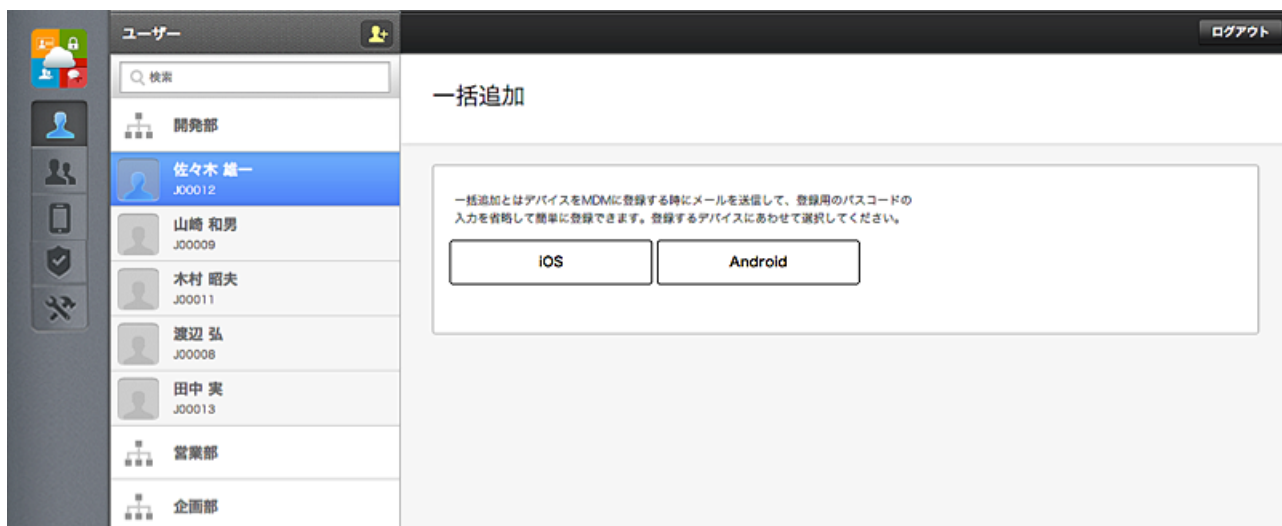 ユーザー
ログアウト
検索
開発部
佐々木 雄一
J00012
山崎 和男
J00009
木村 昭夫
J00011
渡辺 弘
J00008
田中 実
J00013
営業部
企画部
一括追加
一括追加とはデバイスをMDMに登録する時にメールを送信して、登録用のパスコードの
入力を省略して簡単に登録できます。登録するデバイスにあわせて選択してください。
iOS
Android